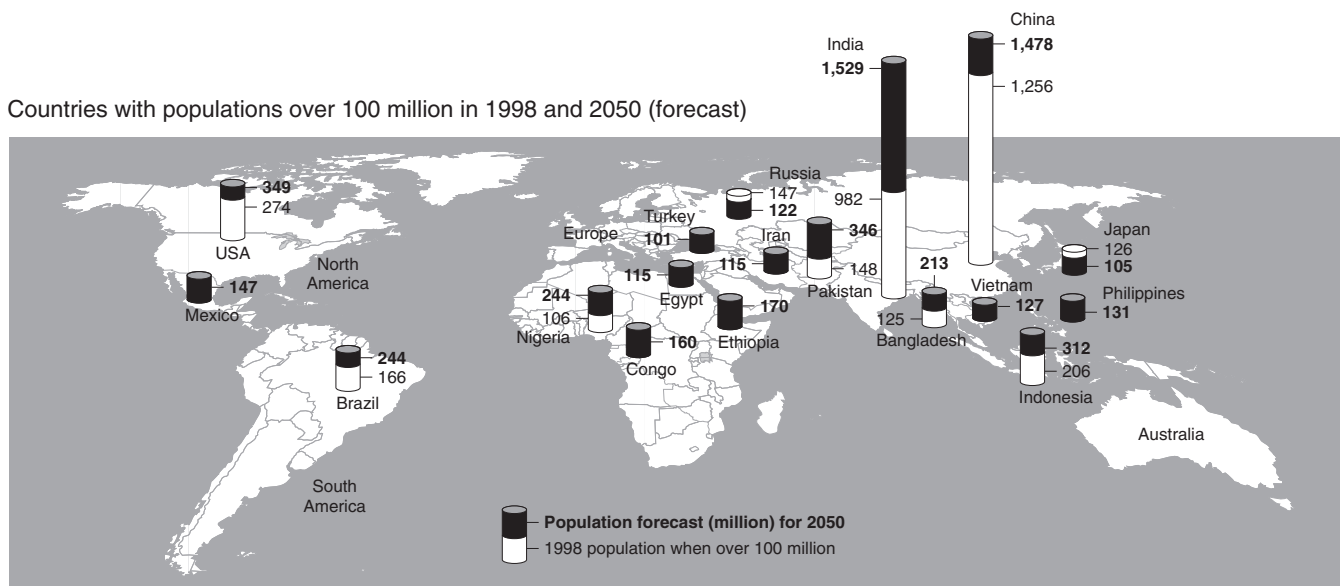 China
1,478
1,256
India
1,529
982
Countries with populations over 100 million in 1998 and 2050 (forecast)
349
274
USA
North
America
147
Mexico
244
166
Brazil
South
America
Europe
Turkey
101
Russia
147
122
Iran
115
346
148
Pakistan
115
Egypt
244
106
Nigeria
170
Ethiopia
160
Congo
213
125
Bangladesh
Vietnam
127
Japan
126
105
Philippines
131
312
206
Indonesia
Australia
Population forecast (million) for 2050
1998 population when over 100 million